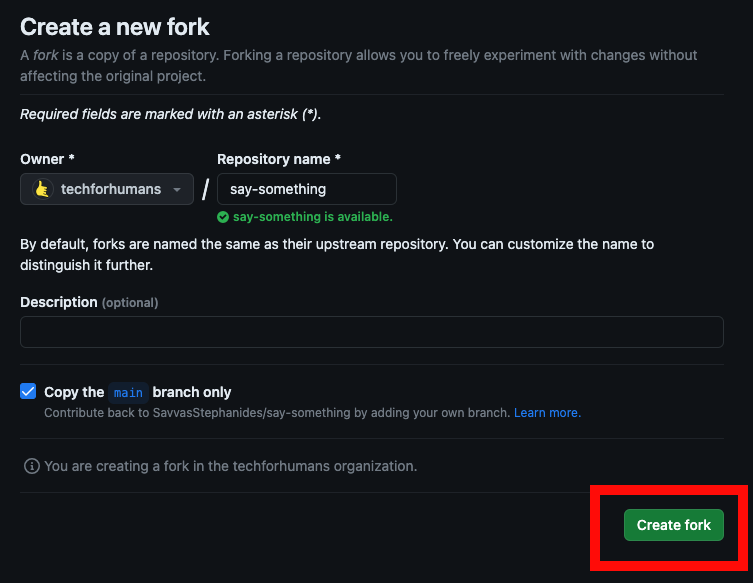 Create a new fork
A fork is a copy of a repository. Forking a repository allows you to freely experiment with changes without
affecting the original project.
Required fields are marked with an asterisk (*).
Owner * Repository name *
techforhumans / say-something
say-something is available.
By default, forks are named the same as their upstream repository. You can customize the name to
distinguish it further.
Description (optional)
Copy the main branch only
Contribute back to SavvasStephanides/say-something by adding your own branch. Learn more.
You are creating a fork in the techforhumans organization.
Create fork